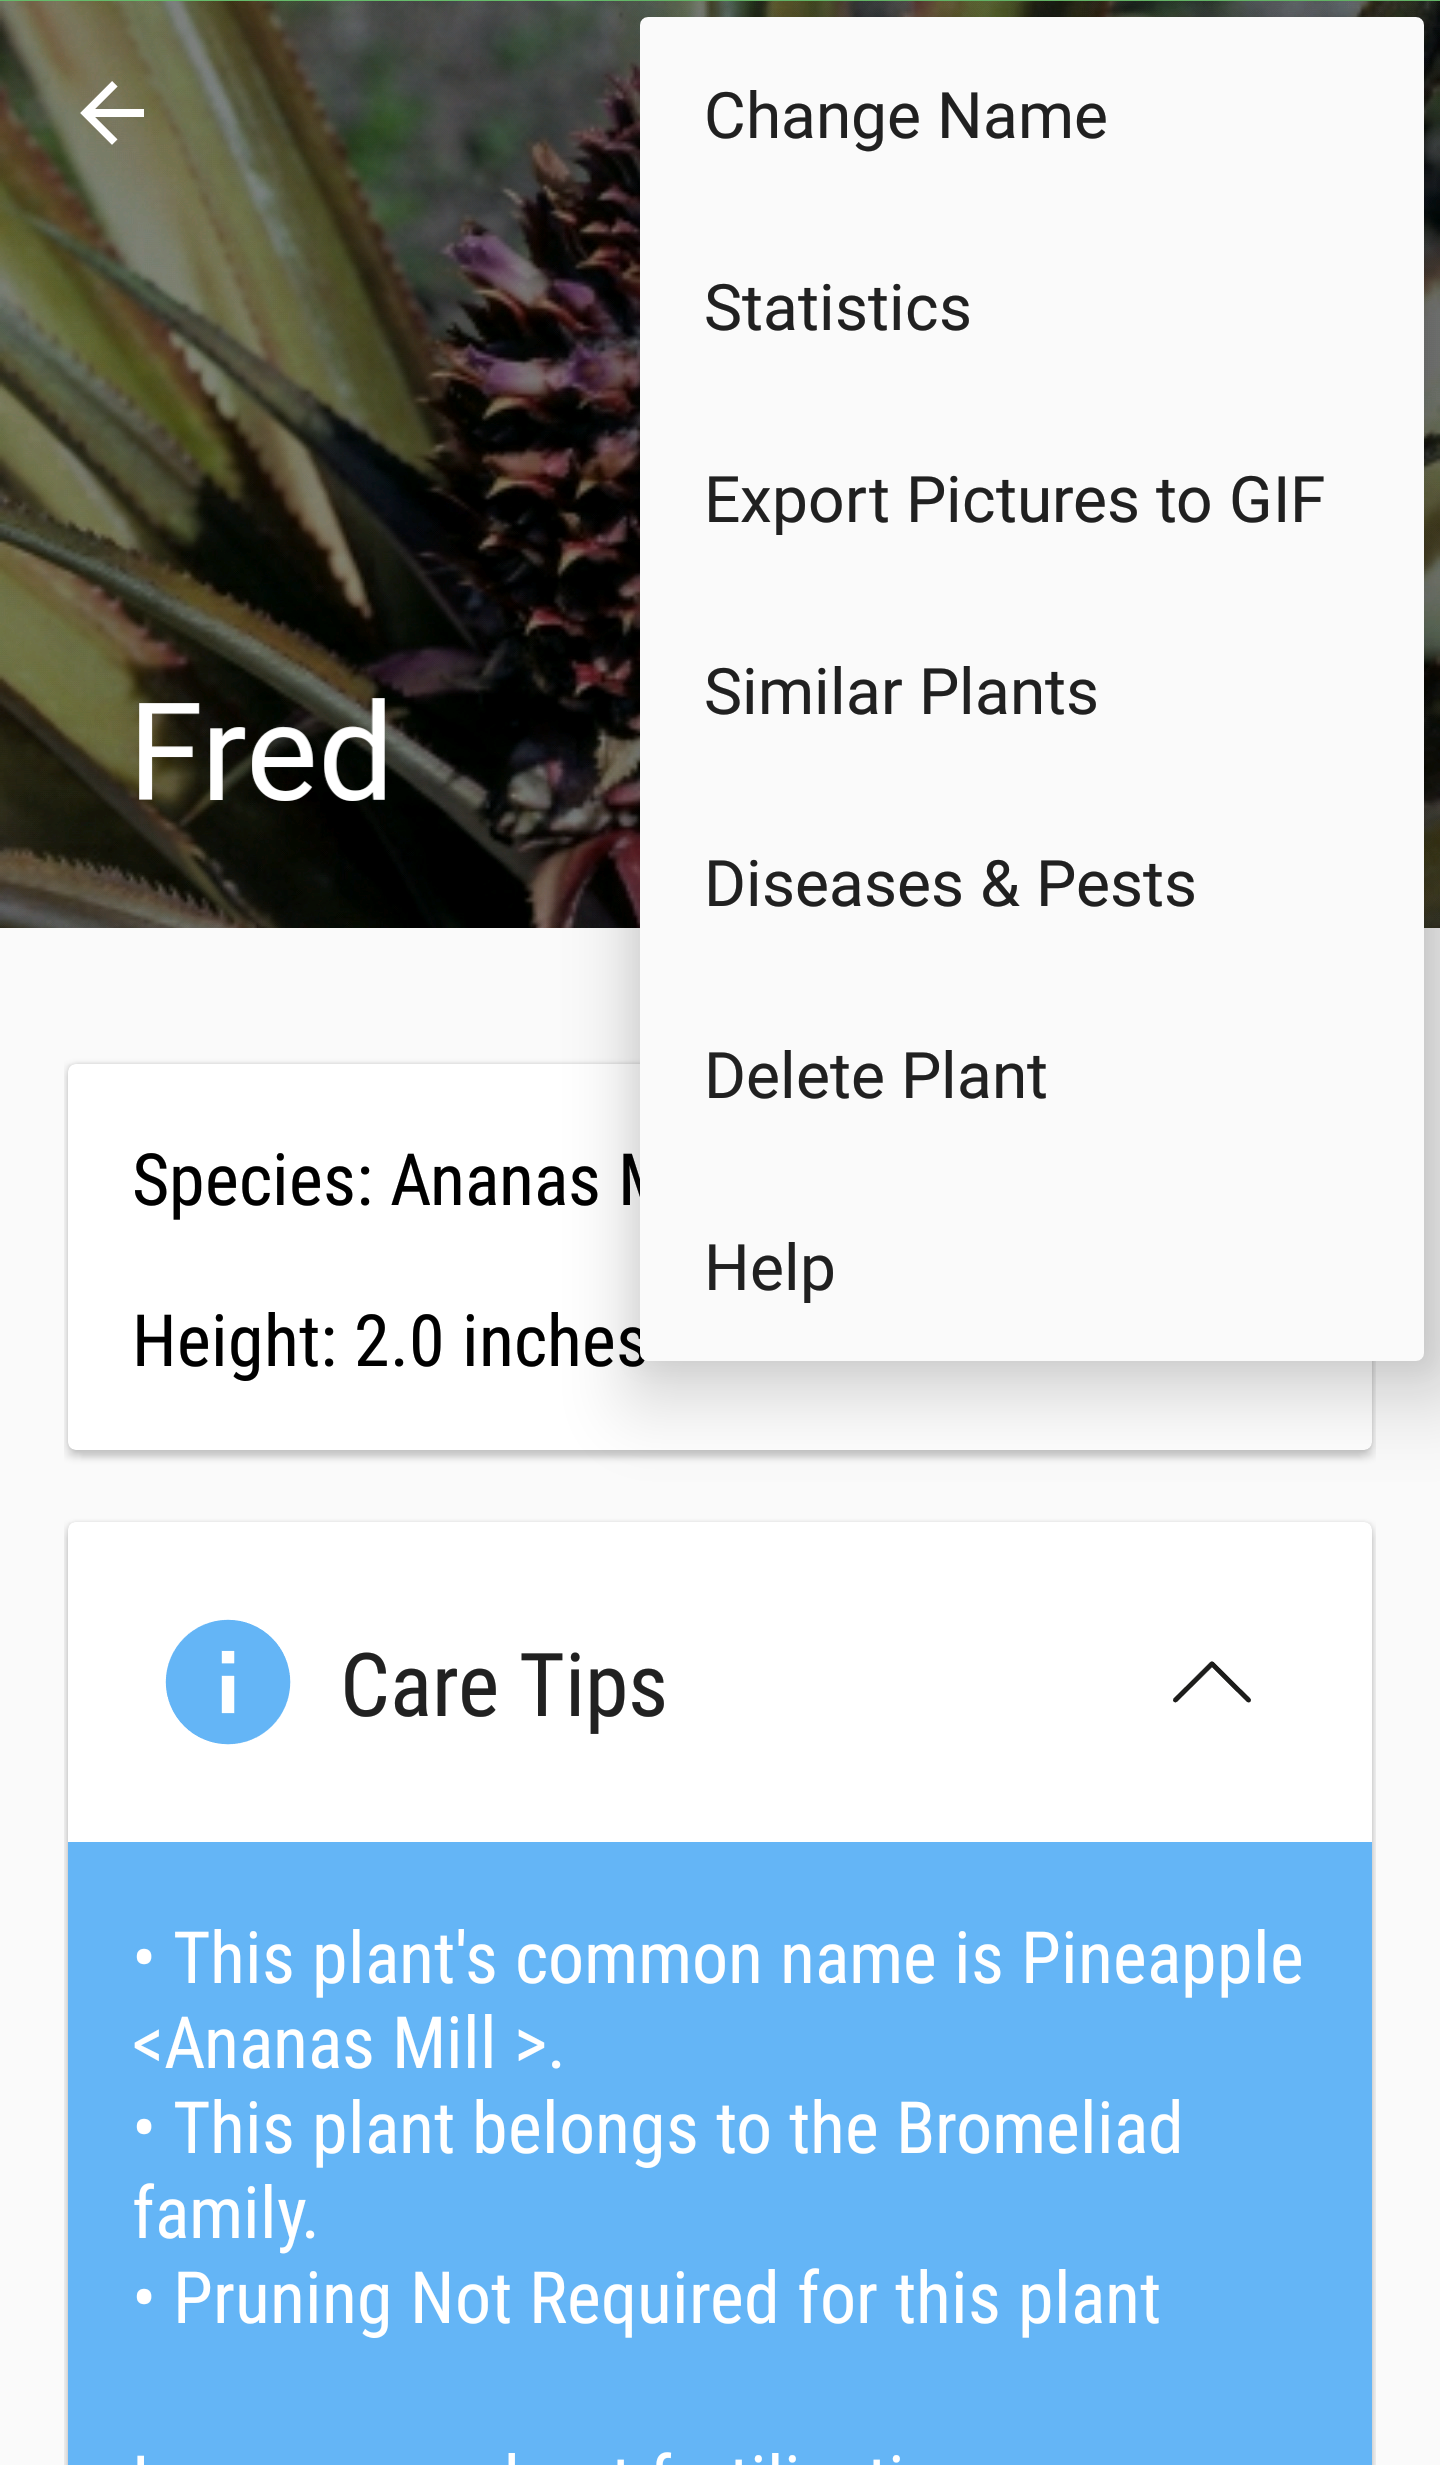 Change Name
Statistics
Export Pictures to GIF
Similar Plants
Diseases & Pests
Delete Plant
Help
Fred
Species: Ananas
Height: 2.0 inches
Care Tips
• This plant's common name is Pineapple
<Ananas Mill >.
• This plant belongs to the Bromeliad
family.
• Pruning Not Required for this plant